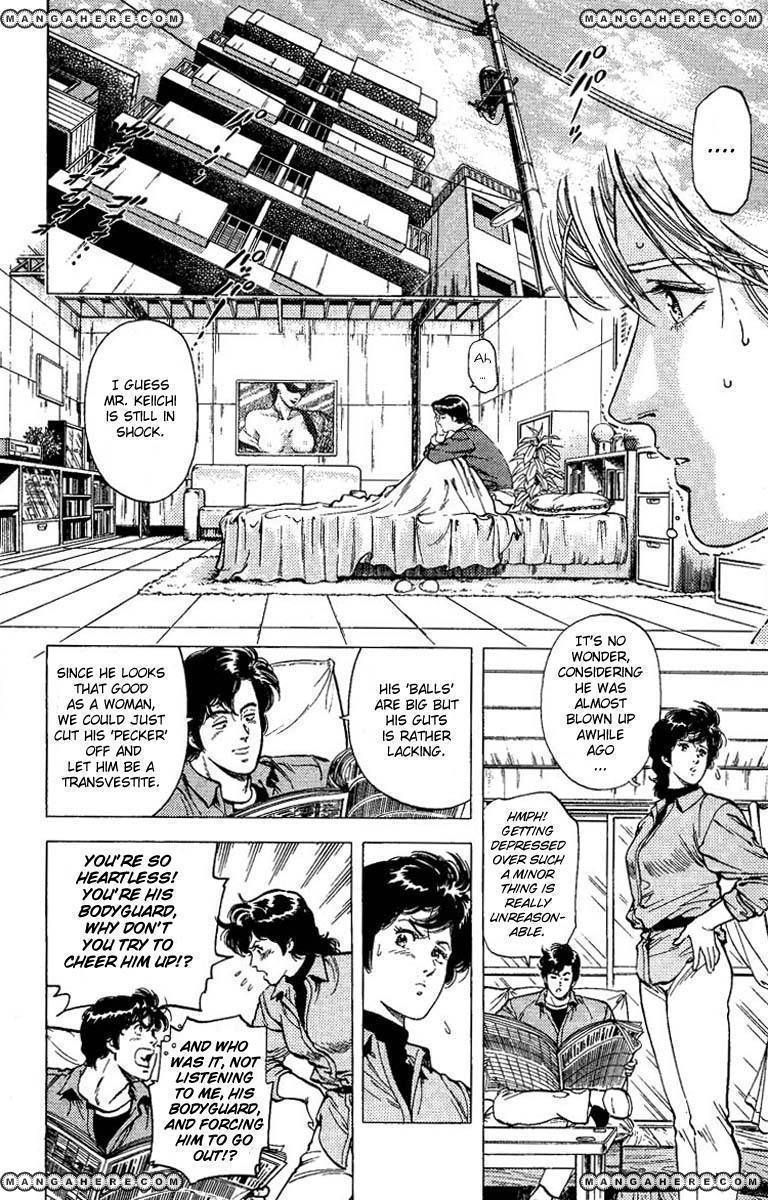 MANGAHERE.COM
MANGAHERE.COM
....
パ
パ
パ
Ah
...
I GUESS
MR. KEIICHI
IS STILL IN
SHOCK.
IT'S NO
WONDER,
CONSIDERING
HE WAS
ALMOST
BLOWN UP
AWHILE
AGO
...
HMPH!
GETTING
DEPRESSED
OVER SUCH
A MINOR
THING IS
REALLY
UNREASON-
ABLE.
HIS 'BALLS'
ARE BIG BUT
HIS GUTS
IS RATHER
LACKING.
SINCE HE LOOKS
THAT GOOD
AS A WOMAN,
WE COULD JUST
CUT HIS 'PECKER'
OFF AND
LET HIM BE A
TRANSVESTITE.
YOU'RE SO
HEARTLESS!
YOU'RE HIS
BODYGUARD,
WHY DON'T
YOU TRY TO
CHEER HIM UP!?
AND WHO
WAS IT, NOT
LISTENING
TO ME, HIS
BODYGUARD,
AND FORCING
HIM TO GO
OUT!?
MANGAHERE.COM
MANGAHERE.COM